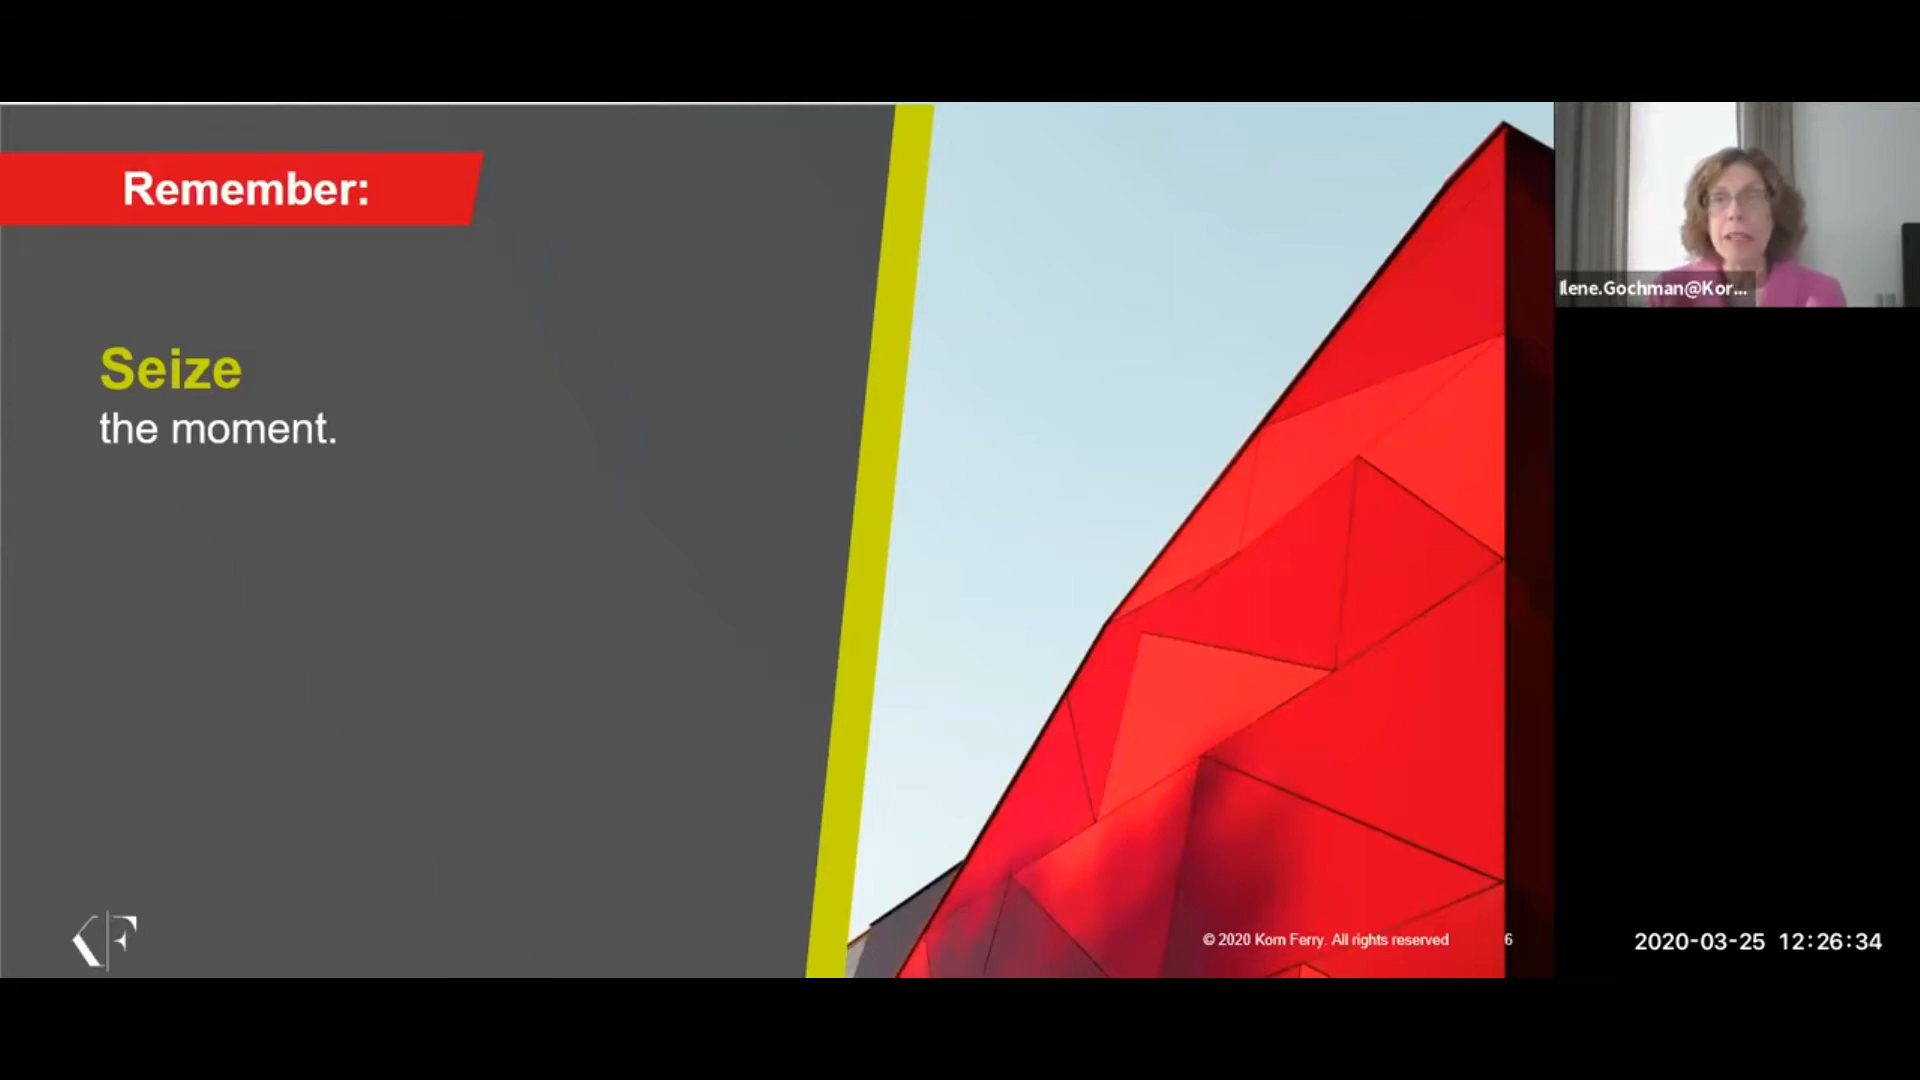 Remember:
Seize
the moment.
Ilene.Gochman@Kor...
KF
© 2020 Korn Ferry. All rights reserved
6
2020-03-25 12:26:34